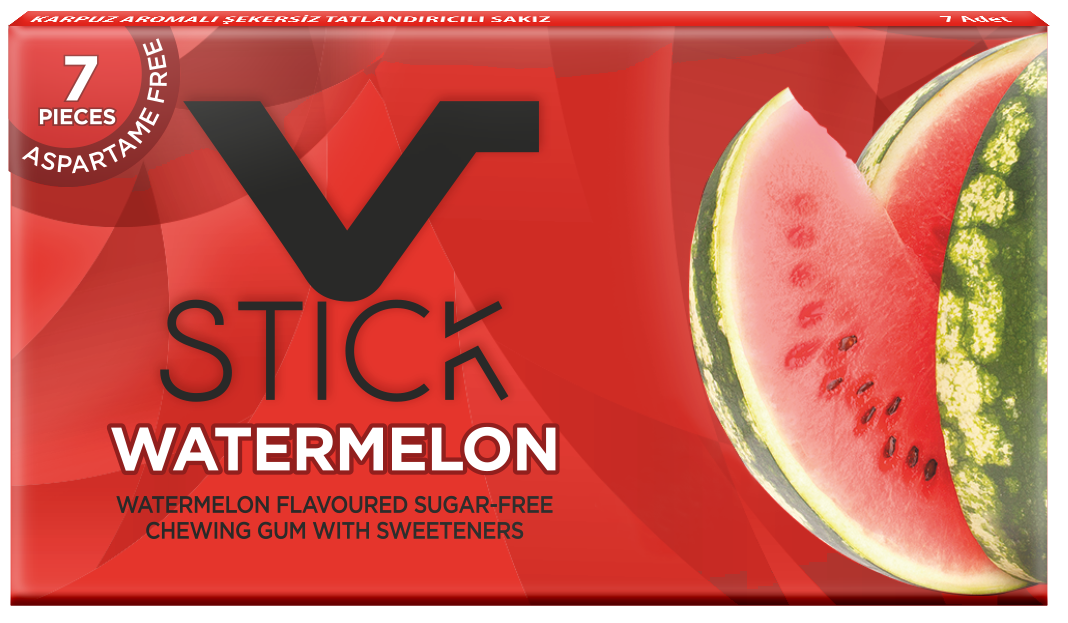 KARPUZ AROMALI ŞEKERSİZ TATLANDIRICILI SAKIZ
7 Adet
7
PIECES
ASPARTAME FREE
V
STICK
WATERMELON
WATERMELON FLAVOURED SUGAR-FREE
CHEWING GUM WITH SWEETENERS